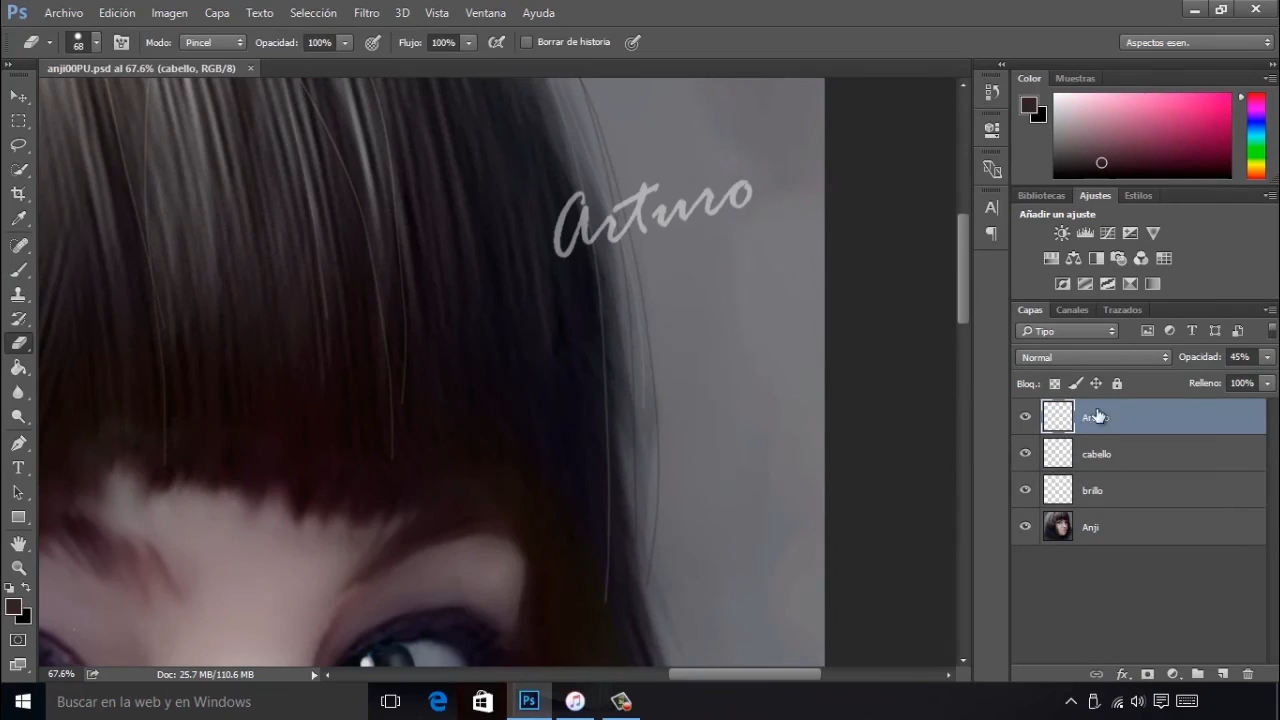 Ps Archivo Edición Imagen Capa Texto Selección Filtro 3D Vista Ventana Ayuda
68 Modo: Pincel Opacidad: 100% Flujo: 100% Borrar de historia Aspectos esen.
anji00PU.psd al 67.6% (cabello, RGB/8) ×
Color Muestras
Arturo
Bibliotecas Ajustes Estilos
Añadir un ajuste
Capas Canales Trazados
Tipo
Normal Opacidad: 45%
Bloq.: Relleno: 100%
cabello
brillo
Anji
67.6% Doc: 25.7 MB/110.6 MB
Buscar en la web y en Windows
Ps